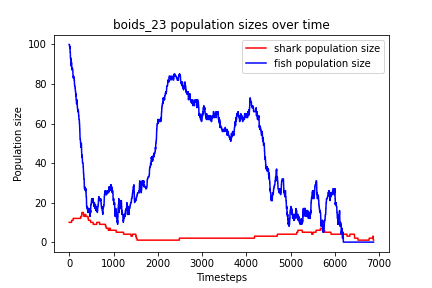 boids_23 population sizes over time
shark population size
fish population size
Population size
100
80
60
40
20
0
0 1000 2000 3000 4000 5000 6000 7000
Timesteps